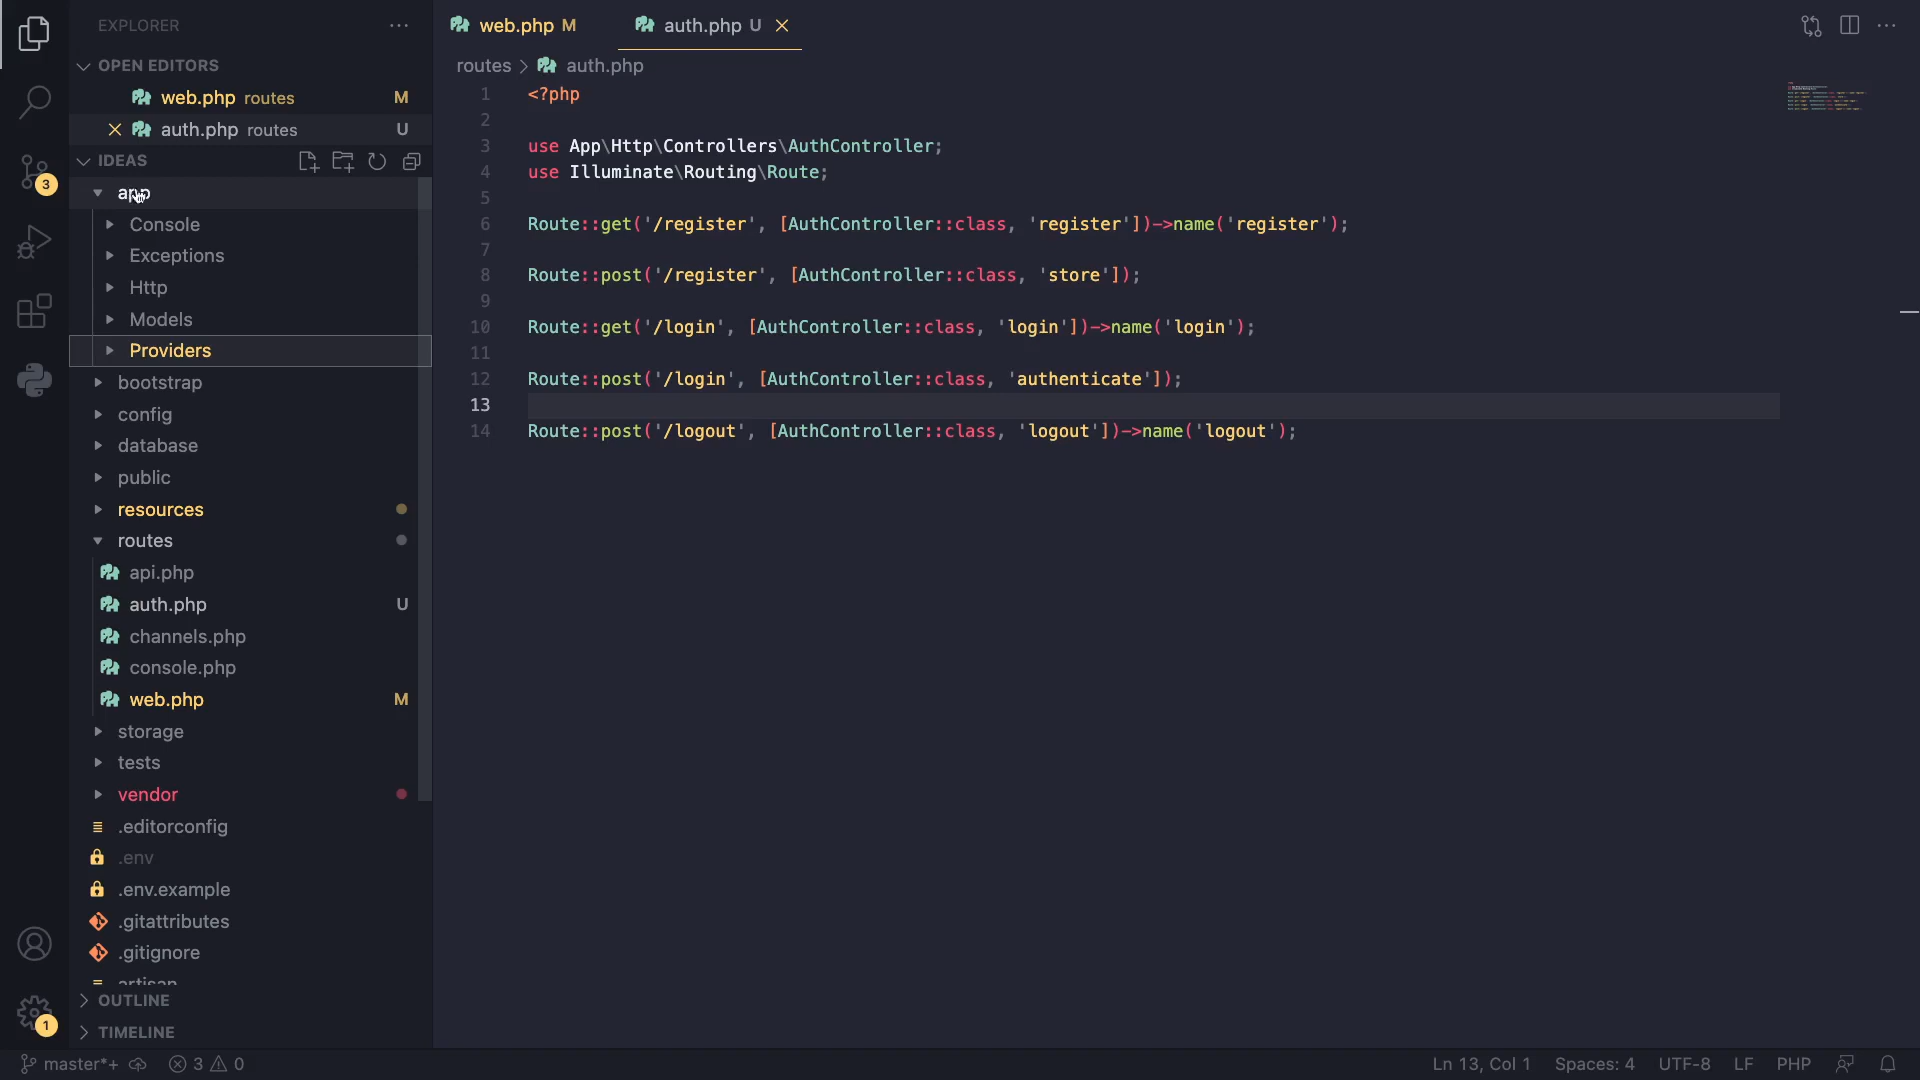 EXPLORER
OPEN EDITORS
web.php routes M
auth.php routes U
IDEAS
app
Console
Exceptions
Http
Models
Providers
bootstrap
config
database
public
resources
routes
api.php
auth.php U
channels.php
console.php
web.php M
storage
tests
vendor
.editorconfig
.env
.env.example
.gitattributes
.gitignore
artisan
OUTLINE
TIMELINE
3
1
web.php M
auth.php U
routes > auth.php
1 <?php
2
3 use App\Http\Controllers\AuthController;
4 use Illuminate\Routing\Route;
5
6 Route::get('/register', [AuthController::class, 'register'])->name('register');
7
8 Route::post('/register', [AuthController::class, 'store']);
9
10 Route::get('/login', [AuthController::class, 'login'])->name('login');
11
12 Route::post('/login', [AuthController::class, 'authenticate']);
13
14 Route::post('/logout', [AuthController::class, 'logout'])->name('logout');
master*+ 3 0
Ln 13, Col 1 Spaces: 4 UTF-8 LF PHP